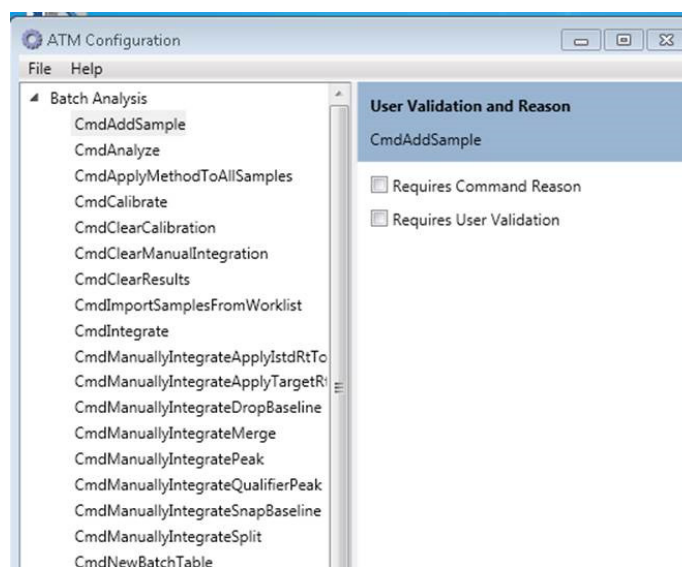 ATM Configuration
File Help
Batch Analysis
CmdAddSample
CmdAnalyze
CmdApplyMethodToAllSamples
CmdCalibrate
CmdClearCalibration
CmdClearManualIntegration
CmdClearResults
CmdImportSamplesFromWorklist
CmdIntegrate
CmdManuallyIntegrateApplyIstdRtTo
CmdManuallyIntegrateApplyTargetRt
CmdManuallyIntegrateDropBaseline
CmdManuallyIntegrateMerge
CmdManuallyIntegratePeak
CmdManuallyIntegrateQualifierPeak
CmdManuallyIntegrateSnapBaseline
CmdManuallyIntegrateSplit
CmdNewBatchTable
User Validation and Reason
CmdAddSample
Requires Command Reason
Requires User Validation